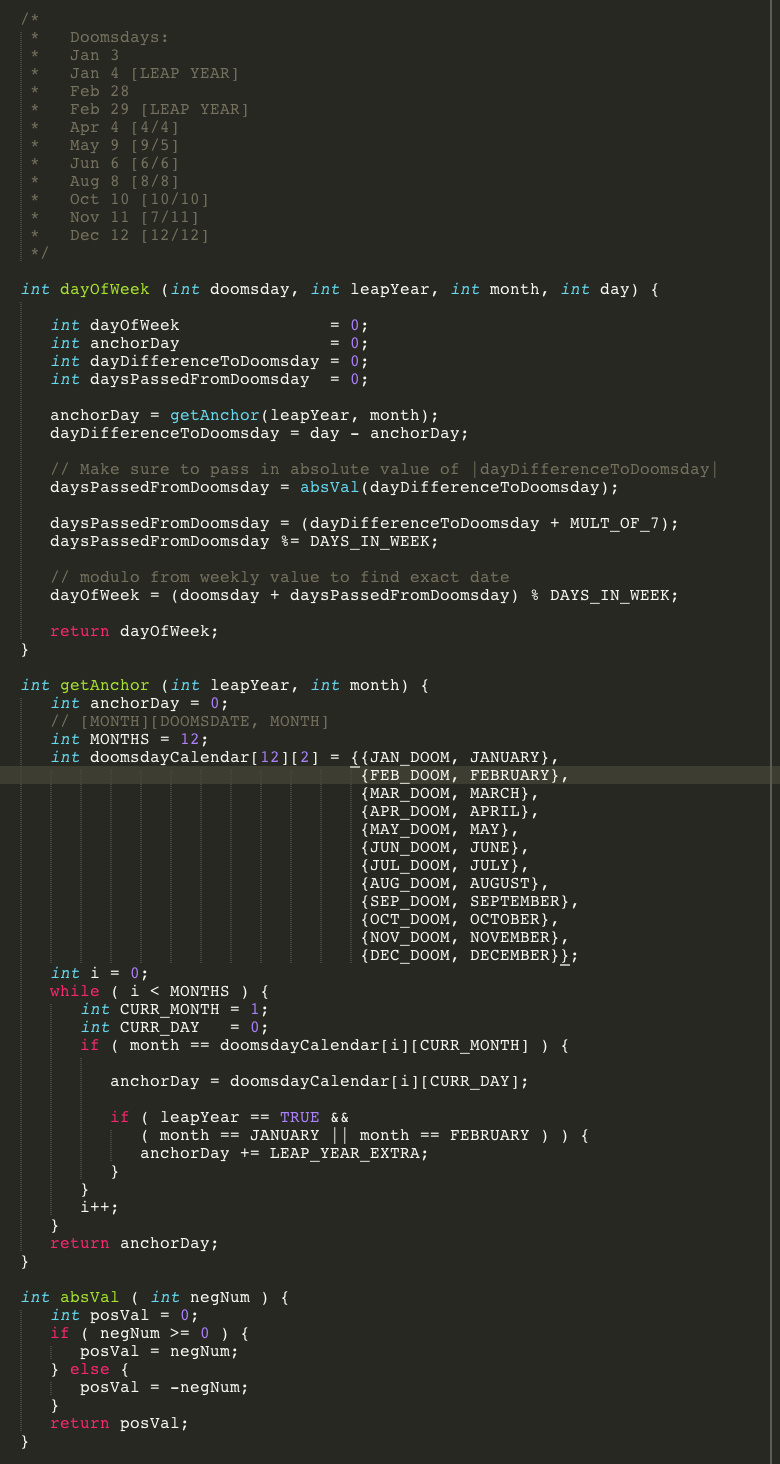 /*
 *   Doomsdays:
 *   Jan 3
 *   Jan 4 [LEAP YEAR]
 *   Feb 28
 *   Feb 29 [LEAP YEAR]
 *   Apr 4 [4/4]
 *   May 9 [9/5]
 *   Jun 6 [6/6]
 *   Aug 8 [8/8]
 *   Oct 10 [10/10]
 *   Nov 11 [7/11]
 *   Dec 12 [12/12]
 */

int dayOfWeek (int doomsday, int leapYear, int month, int day) {

   int dayOfWeek               = 0;
   int anchorDay               = 0;
   int dayDifferenceToDoomsday = 0;
   int daysPassedFromDoomsday  = 0;

   anchorDay = getAnchor(leapYear, month);
   dayDifferenceToDoomsday = day - anchorDay;

   // Make sure to pass in absolute value of |dayDifferenceToDoomsday|
   daysPassedFromDoomsday = absVal(dayDifferenceToDoomsday);

   daysPassedFromDoomsday = (dayDifferenceToDoomsday + MULT_OF_7);
   daysPassedFromDoomsday %= DAYS_IN_WEEK;

   // modulo from weekly value to find exact date
   dayOfWeek = (doomsday + daysPassedFromDoomsday) % DAYS_IN_WEEK;

   return dayOfWeek;
}

int getAnchor (int leapYear, int month) {
   int anchorDay = 0;
   // [MONTH][DOOMSDATE, MONTH]
   int MONTHS = 12;
   int doomsdayCalendar[12][2] = {{JAN_DOOM, JANUARY},
                                  {FEB_DOOM, FEBRUARY},
                                  {MAR_DOOM, MARCH},
                                  {APR_DOOM, APRIL},
                                  {MAY_DOOM, MAY},
                                  {JUN_DOOM, JUNE},
                                  {JUL_DOOM, JULY},
                                  {AUG_DOOM, AUGUST},
                                  {SEP_DOOM, SEPTEMBER},
                                  {OCT_DOOM, OCTOBER},
                                  {NOV_DOOM, NOVEMBER},
                                  {DEC_DOOM, DECEMBER}};
   int i = 0;
   while ( i < MONTHS ) {
      int CURR_MONTH = 1;
      int CURR_DAY   = 0;
      if ( month == doomsdayCalendar[i][CURR_MONTH] ) {

         anchorDay = doomsdayCalendar[i][CURR_DAY];

         if ( leapYear == TRUE &&
            ( month == JANUARY || month == FEBRUARY ) ) {
            anchorDay += LEAP_YEAR_EXTRA;
         }
      }
      i++;
   }
   return anchorDay;
}

int absVal ( int negNum ) {
   int posVal = 0;
   if ( negNum >= 0 ) {
      posVal = negNum;
   } else {
      posVal = -negNum;
   }
   return posVal;
}